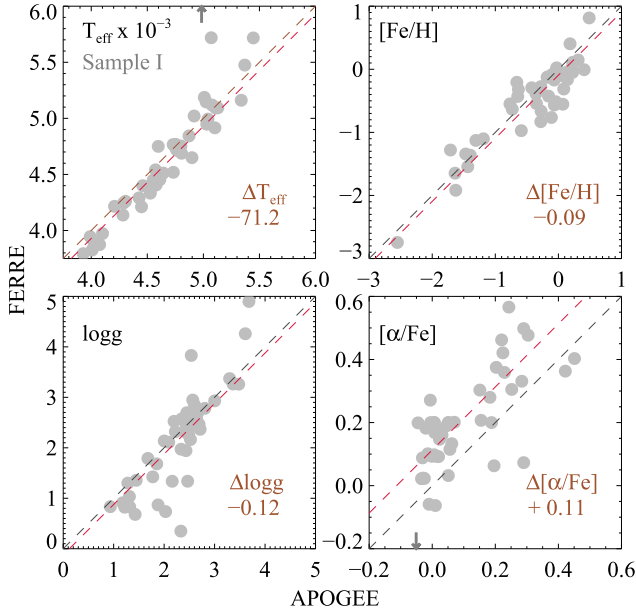 T_eff x 10^−3
Sample I
ΔT_eff
−71.2
6.0
5.5
5.0
4.5
4.0
4.0 4.5 5.0 5.5 6.0
[Fe/H]
Δ[Fe/H]
−0.09
1
0
−1
−2
−3
−3 −2 −1 0 1
logg
Δlogg
−0.12
5
4
3
2
1
0
0 1 2 3 4 5
[α/Fe]
Δ[α/Fe]
+ 0.11
0.6
0.4
0.2
0.0
−0.2
−0.2 0.0 0.2 0.4 0.6
FERRE
APOGEE